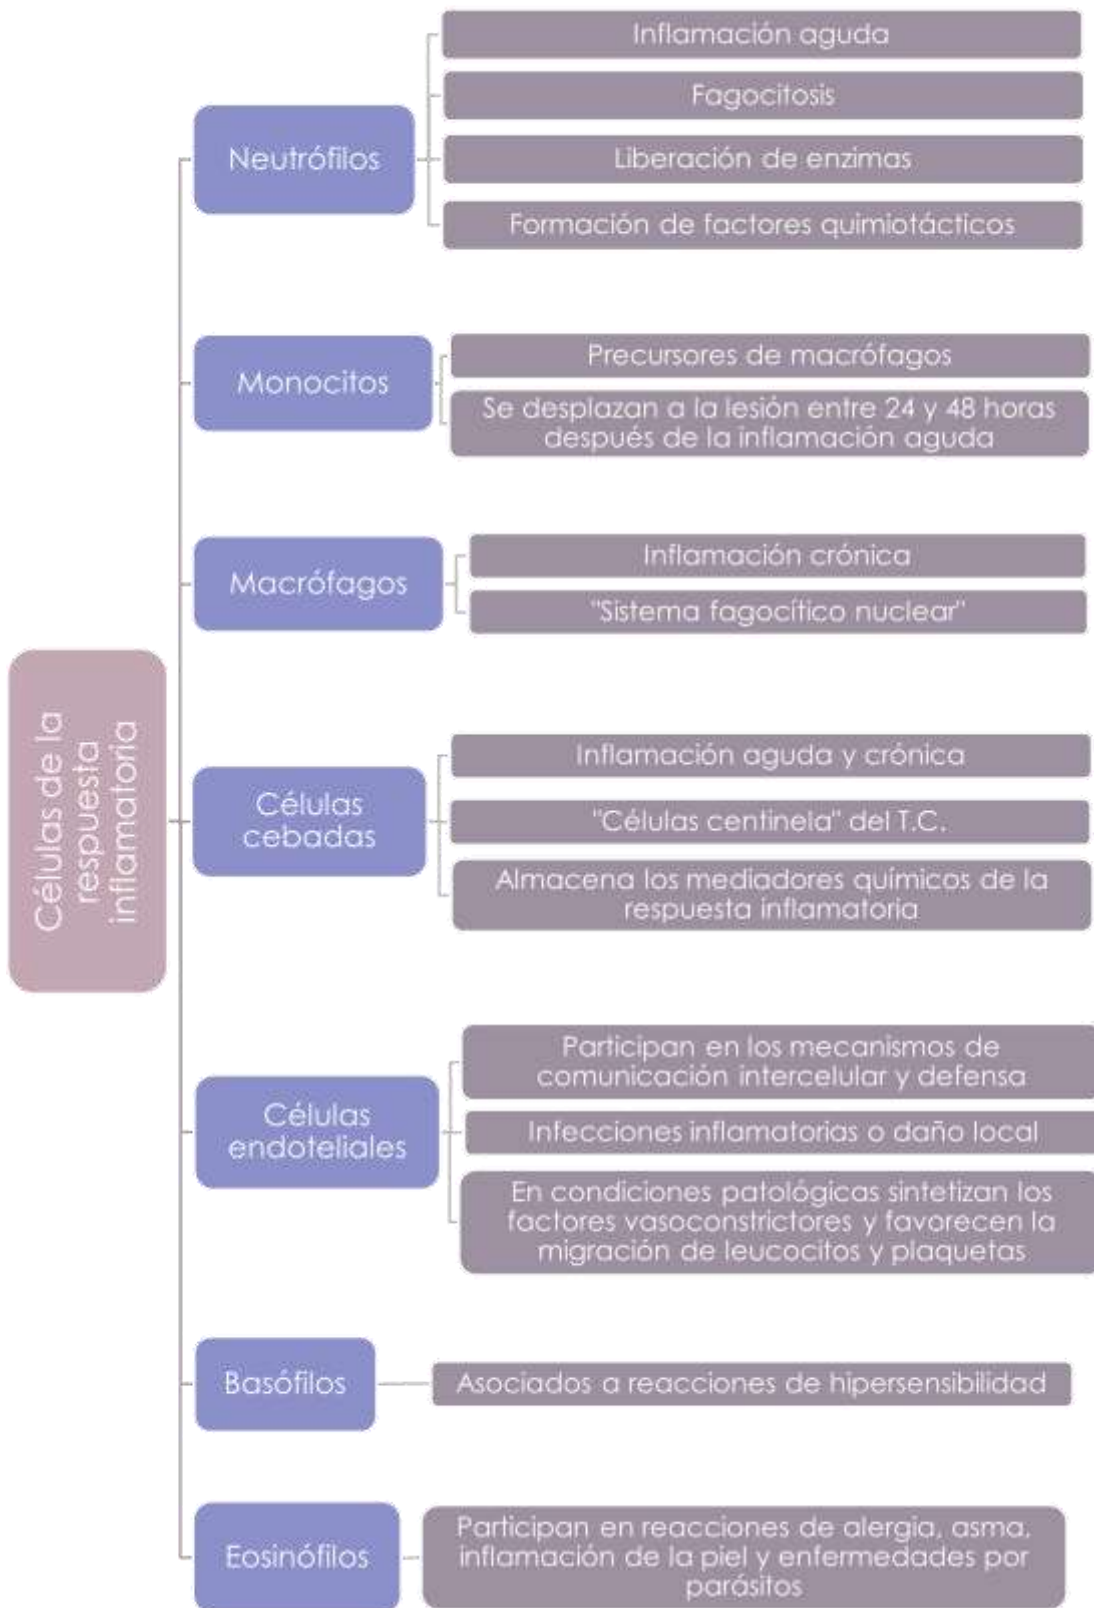 Células de la
respuesta
inflamatoria
Neutrófilos
Inflamación aguda
Fagocitosis
Liberación de enzimas
Formación de factores quimiotácticos
Monocitos
Precursores de macrófagos
Se desplazan a la lesión entre 24 y 48 horas
después de la inflamación aguda
Macrófagos
Inflamación crónica
"Sistema fagocítico nuclear"
Células
cebadas
Inflamación aguda y crónica
"Células centinela" del T.C.
Almacena los mediadores químicos de la
respuesta inflamatoria
Células
endoteliales
Participan en los mecanismos de
comunicación intercelular y defensa
Infecciones inflamatorias o daño local
En condiciones patológicas sintetizan los
factores vasoconstrictores y favorecen la
migración de leucocitos y plaquetas
Basófilos
Asociados a reacciones de hipersensibilidad
Eosinófilos
Participan en reacciones de alergia, asma,
inflamación de la piel y enfermedades por
parásitos